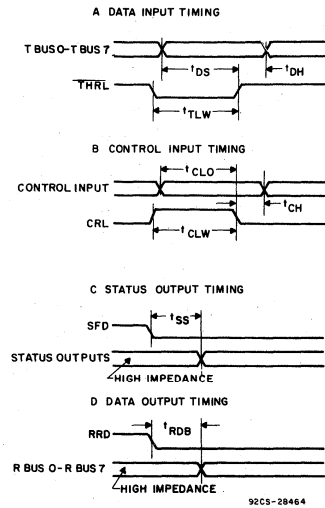 A DATA INPUT TIMING
T BUS O-T BUS 7
tDS
tDH
THRL
tTLW
B CONTROL INPUT TIMING
tCLO
CONTROL INPUT
tCH
CRL
tCLW
C STATUS OUTPUT TIMING
tSS
SFD
STATUS OUTPUTS
HIGH IMPEDANCE
D DATA OUTPUT TIMING
tRDB
RRD
R BUS O-R BUS 7
HIGH IMPEDANCE
92CS-28464